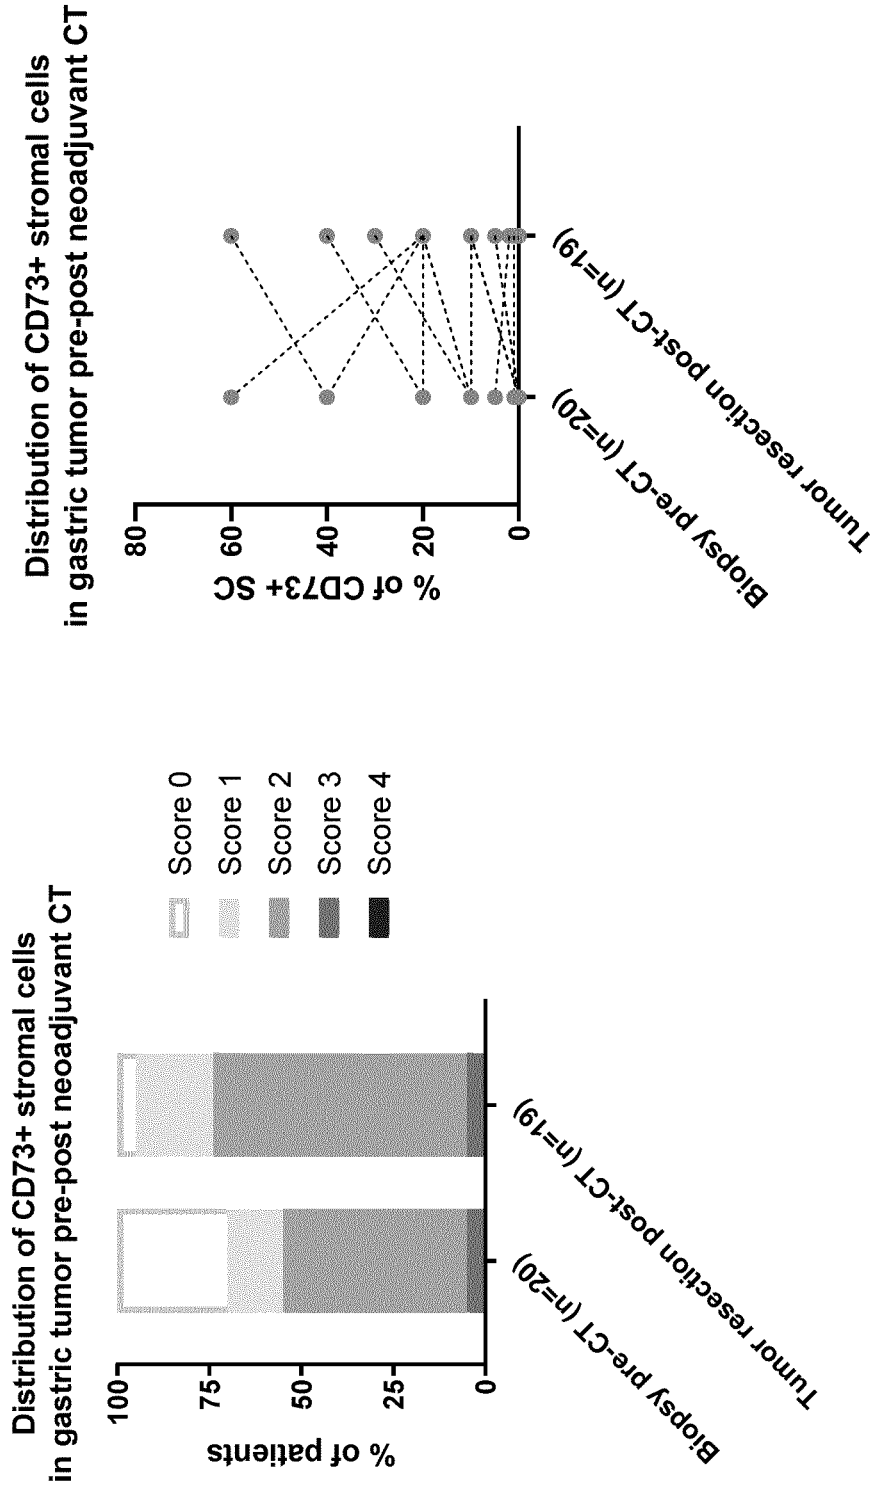 Distribution of CD73+ stromal cells
in gastric tumor pre-post neoadjuvant CT
% of patients
100
75
50
25
0
Biopsy pre-CT (n=20)
Tumor resection post-CT (n=19)
Score 0
Score 1
Score 2
Score 3
Score 4
Distribution of CD73+ stromal cells
in gastric tumor pre-post neoadjuvant CT
% of CD73+ SC
80
60
40
20
0
Biopsy pre-CT (n=20)
Tumor resection post-CT (n=19)